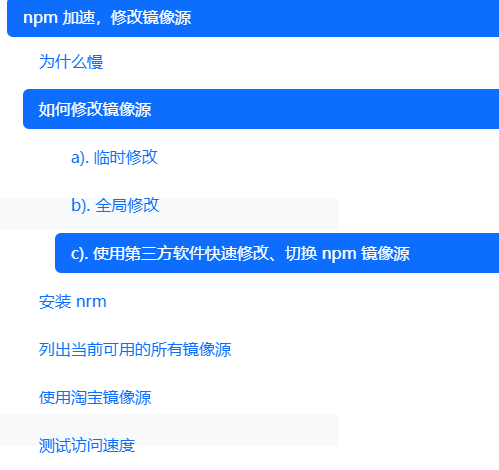 npm 加速，修改镜像源
为什么慢
如何修改镜像源
a). 临时修改
b). 全局修改
c). 使用第三方软件快速修改、切换 npm 镜像源
安装 nrm
列出当前可用的所有镜像源
使用淘宝镜像源
测试访问速度